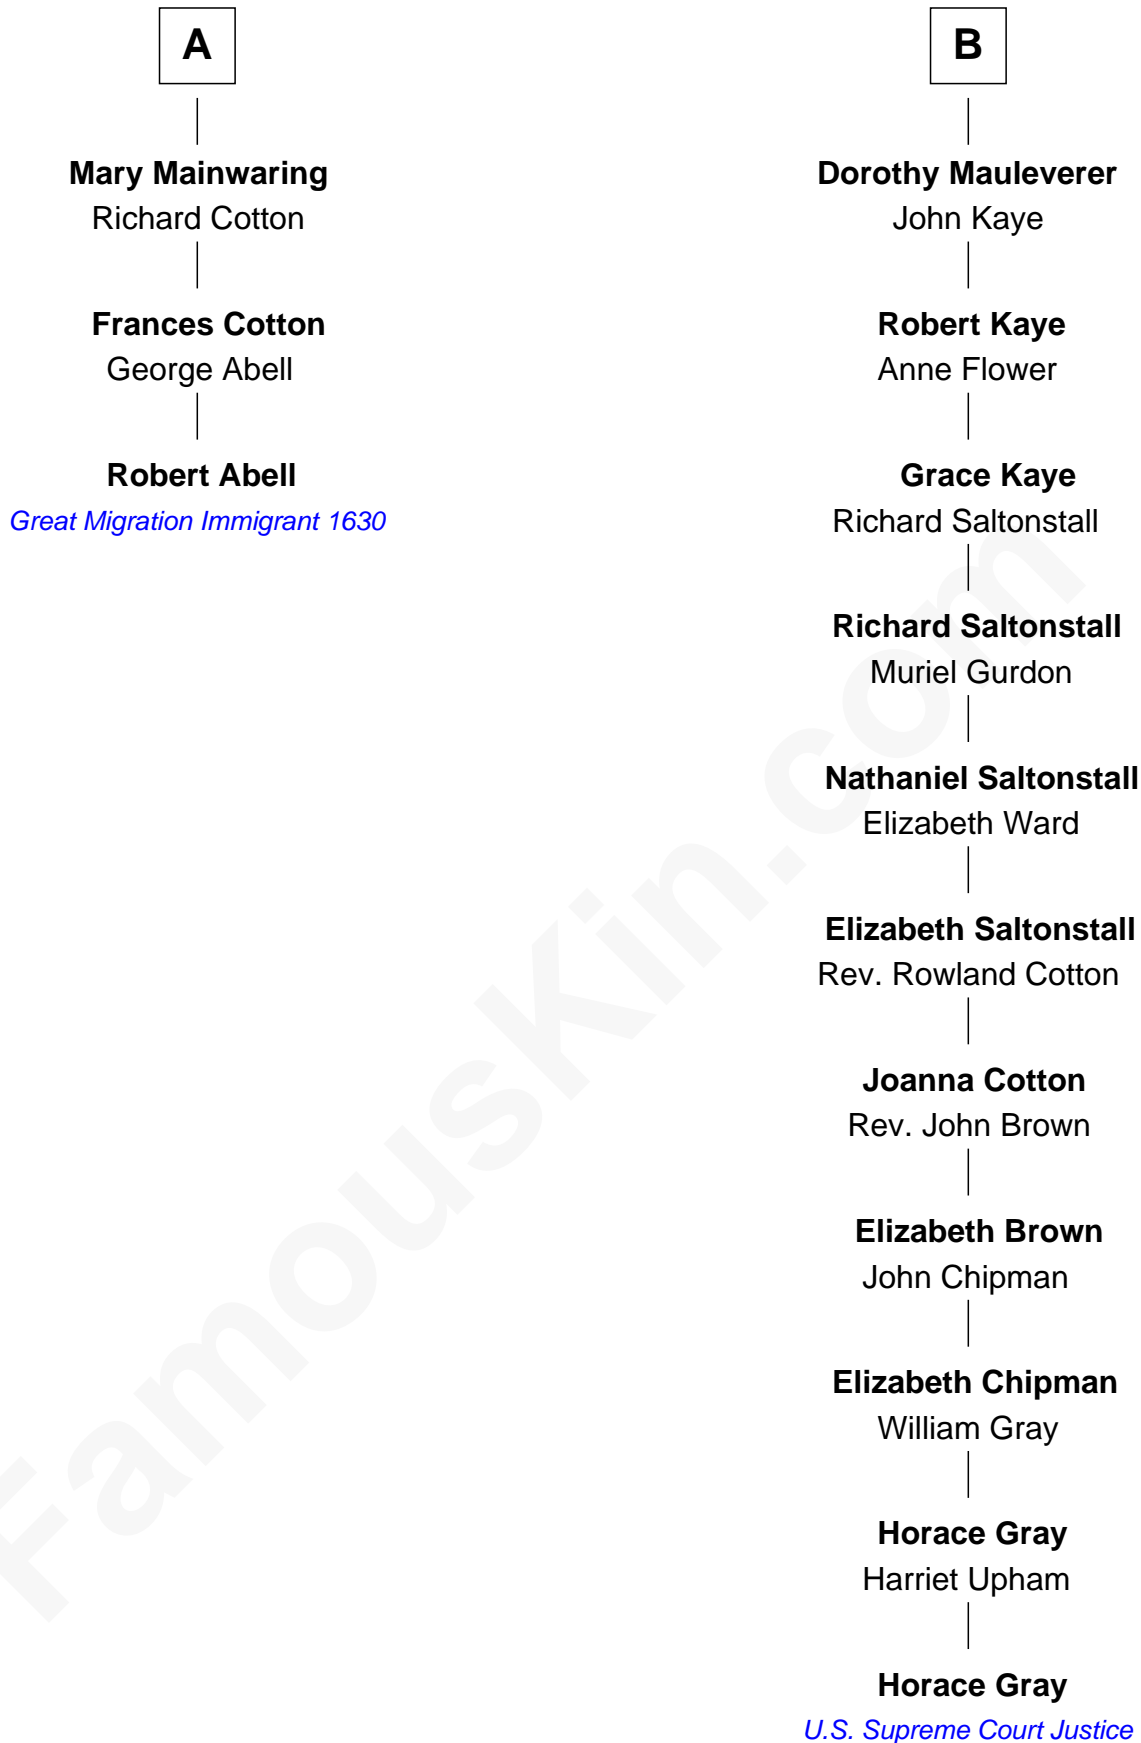 A
Mary Mainwaring
Richard Cotton
Frances Cotton
George Abell
Robert Abell
Great Migration Immigrant 1630
B
Dorothy Mauleverer
John Kaye
Robert Kaye
Anne Flower
Grace Kaye
Richard Saltonstall
Richard Saltonstall
Muriel Gurdon
Nathaniel Saltonstall
Elizabeth Ward
Elizabeth Saltonstall
Rev. Rowland Cotton
Joanna Cotton
Rev. John Brown
Elizabeth Brown
John Chipman
Elizabeth Chipman
William Gray
Horace Gray
Harriet Upham
Horace Gray
U.S. Supreme Court Justice
FamousKin.com